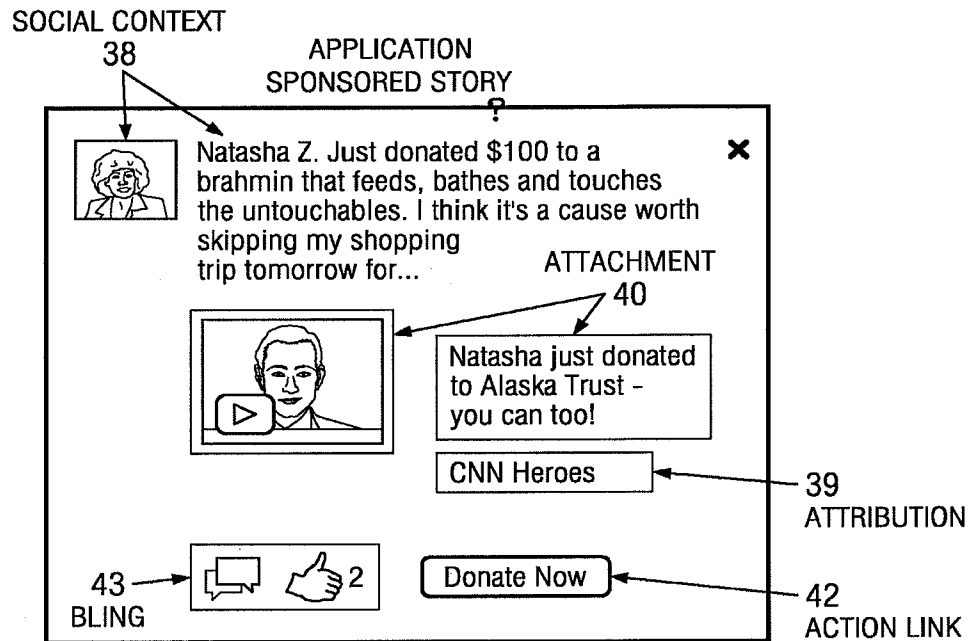 SOCIAL CONTEXT
38
APPLICATION
SPONSORED STORY
?
Natasha Z. Just donated $100 to a
brahmin that feeds, bathes and touches
the untouchables. I think it's a cause worth
skipping my shopping
trip tomorrow for...
ATTACHMENT
40
Natasha just donated
to Alaska Trust -
you can too!
CNN Heroes
39
ATTRIBUTION
43
BLING
2
Donate Now
42
ACTION LINK